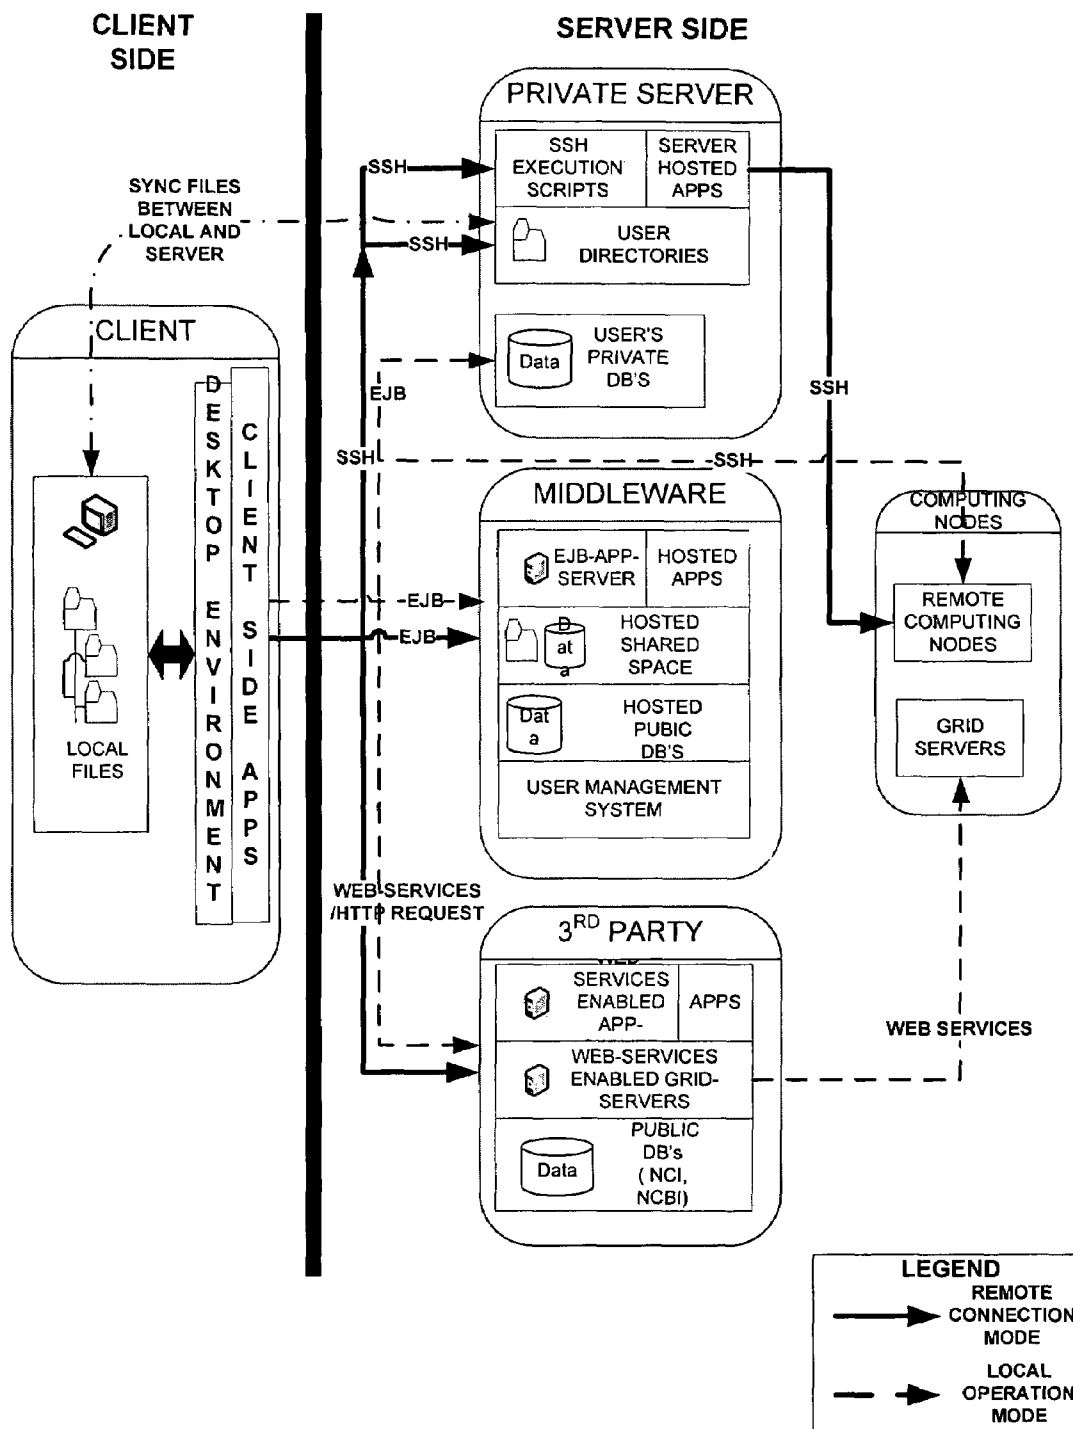 CLIENT
SIDE
SERVER SIDE
PRIVATE SERVER
SSH
EXECUTION
SCRIPTS
SERVER
HOSTED
APPS
USER
DIRECTORIES
Data
USER'S
PRIVATE
DB'S
SSH
SSH
SYNC FILES
BETWEEN
LOCAL AND
SERVER
EJB
SSH
SSH
SSH
CLIENT
DESKTOP ENVIRONMENT
CLIENT SIDE APPS
LOCAL
FILES
EJB
EJB
MIDDLEWARE
EJB-APP-
SERVER
HOSTED
APPS
D
at
a
HOSTED
SHARED
SPACE
Dat
a
HOSTED
PUBIC
DB'S
USER MANAGEMENT
SYSTEM
COMPUTING
NODES
REMOTE
COMPUTING
NODES
GRID
SERVERS
WEB SERVICES
/HTTP REQUEST
3RD PARTY
WEB
SERVICES
ENABLED
APP-
APPS
WEB-SERVICES
ENABLED GRID-
SERVERS
Data
PUBLIC
DB's
( NCI,
NCBI)
WEB SERVICES
LEGEND
REMOTE
CONNECTION
MODE
LOCAL
OPERATION
MODE